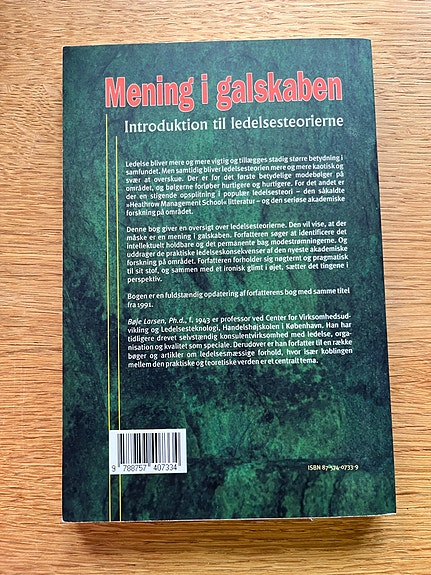 Mening i galskaben
Introduktion til ledelsesteorierne
Ledelse bliver mere og mere vigtig og tillægges stadig større betydning i
samfundet. Men samtidig bliver ledelsesteorien mere og mere kaotisk og
svær at overskue. Der er for det første betydelige modebølger på
området, og bølgerne forløber hurtigere og hurtigere. For det andet er
der en stigende opsplitning i populær ledelsesteori – den såkaldte
»Heathrow Management School« litteratur – og den seriøse akademiske
forskning på området.
Denne bog giver en oversigt over ledelsesteorierne. Den vil vise, at der
måske er en mening i galskaben. Forfatteren søger at identificere det
intellektuelt holdbare og det permanente bag modestrømningerne. Og
uddrager de praktiske ledelseskonsekvenser af den nyeste akademiske
forskning på området. Forfatteren forholder sig nøgternt og pragmatisk
til sit stof, og sammen med et ironisk glimt i øjet, sætter det tingene i
perspektiv.
Bogen er en fuldstændig opdatering af forfatterens bog med samme titel
fra 1991.
Bøje Larsen, Ph.d., f. 1943 er professor ved Center for Virksomhedsud-
vikling og Ledelsesteknologi, Handelshøjskolen i København. Han har
tidligere drevet selvstændig konsulentvirksomhed med ledelse, orga-
nisation og kvalitet som speciale. Derudover er han forfatter til en række
bøger og artikler om ledelsesmæssige forhold, hvor især koblingen
mellem den praktiske og teoretiske verden er et centralt tema.
9 788757 407334
ISBN 87-574-0733-9